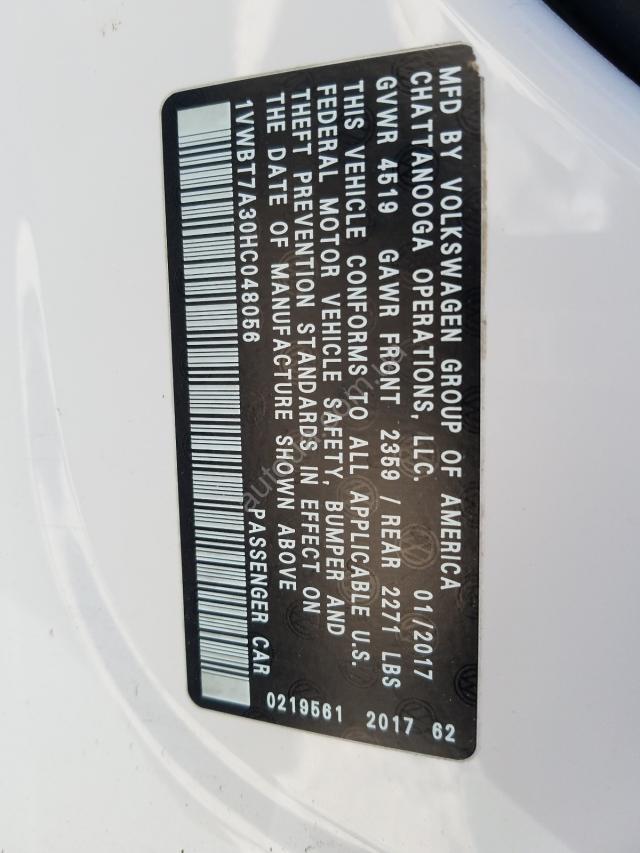 MFD BY VOLKSWAGEN GROUP OF AMERICA
CHATTANOOGA OPERATIONS, LLC. 01/2017
GVWR 4519 GAWR FRONT 2359 / REAR 2271 LBS
THIS VEHICLE CONFORMS TO ALL APPLICABLE U.S.
FEDERAL MOTOR VEHICLE SAFETY, BUMPER AND
THEFT PREVENTION STANDARDS IN EFFECT ON
THE DATE OF MANUFACTURE SHOWN ABOVE
1VWBT7A30HC048056 PASSENGER CAR
0219561 2017 62